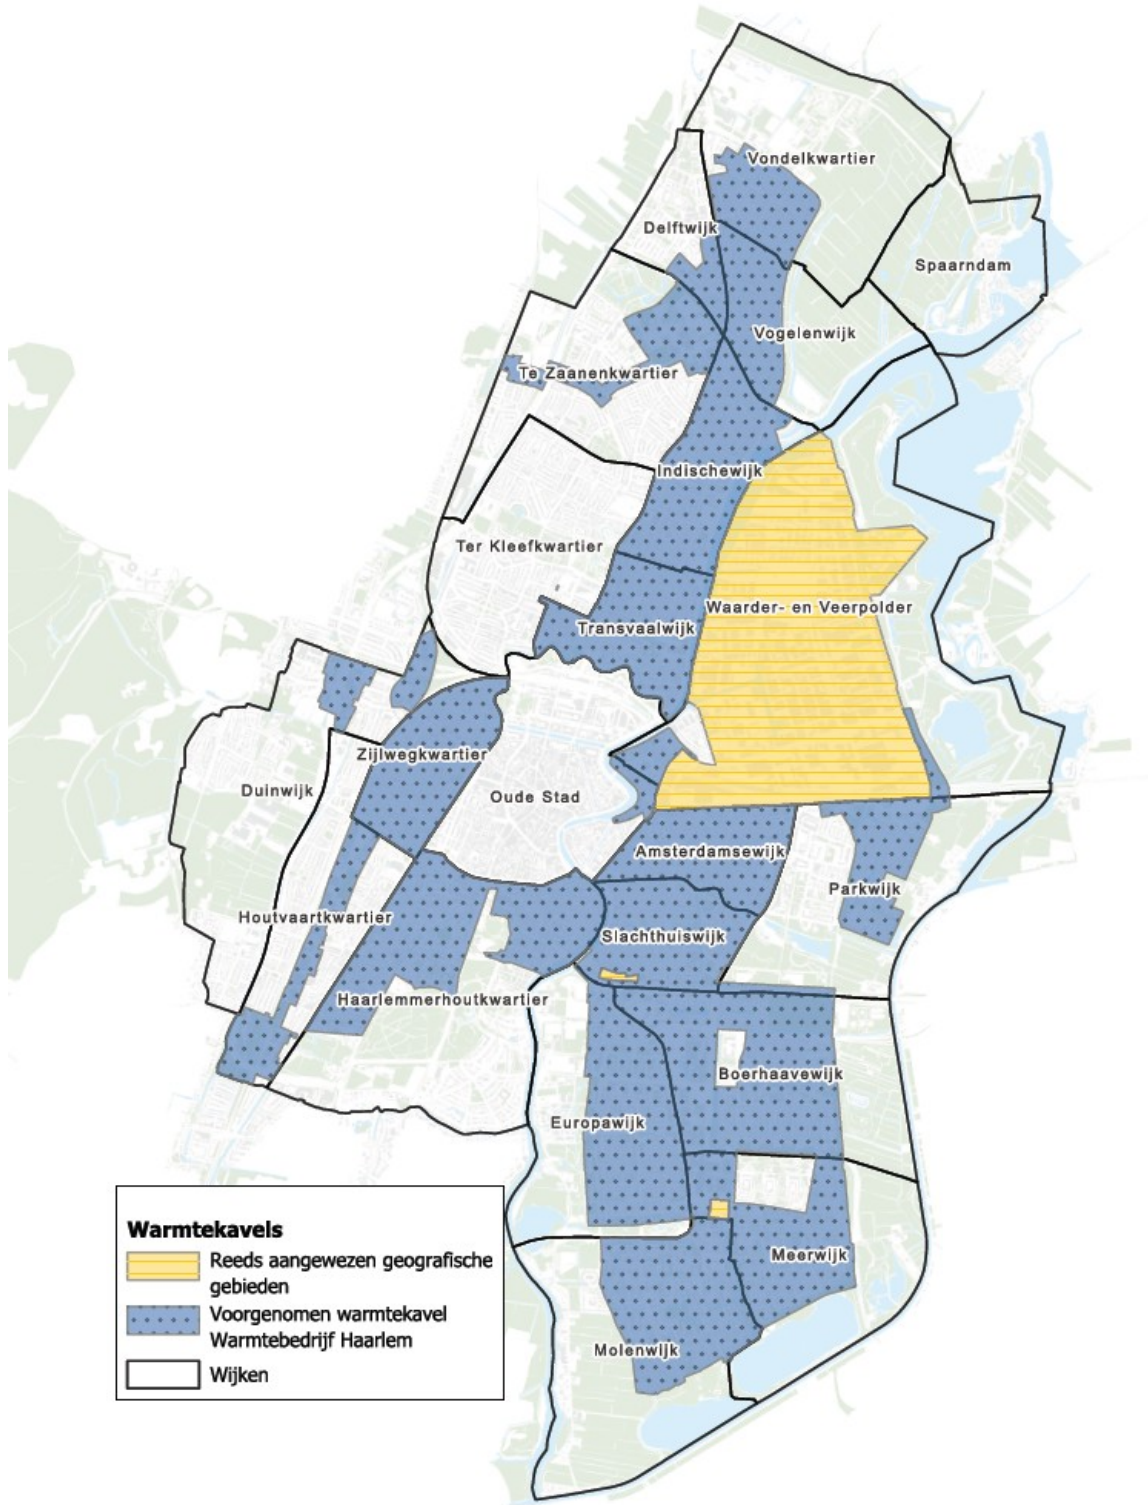 Vondelkwartier
Delftwijk
Spaarndam
Vogelenwijk
Te Zaanenkwartier
Indischewijk
Ter Kleefkwartier
Waarder- en Veerpolder
Transvaalwijk
Zijlwegkwartier
Duinwijk
Oude Stad
Amsterdamsewijk
Parkwijk
Houtvaartkwartier
Slachthuiswijk
Haarlemmerhoutkwartier
Boerhaavewijk
Europawijk
Meerwijk
Molenwijk
Warmtekavels
Reeds aangewezen geografische
gebieden
Voorgenomen warmtekavel
Warmtebedrijf Haarlem
Wijken